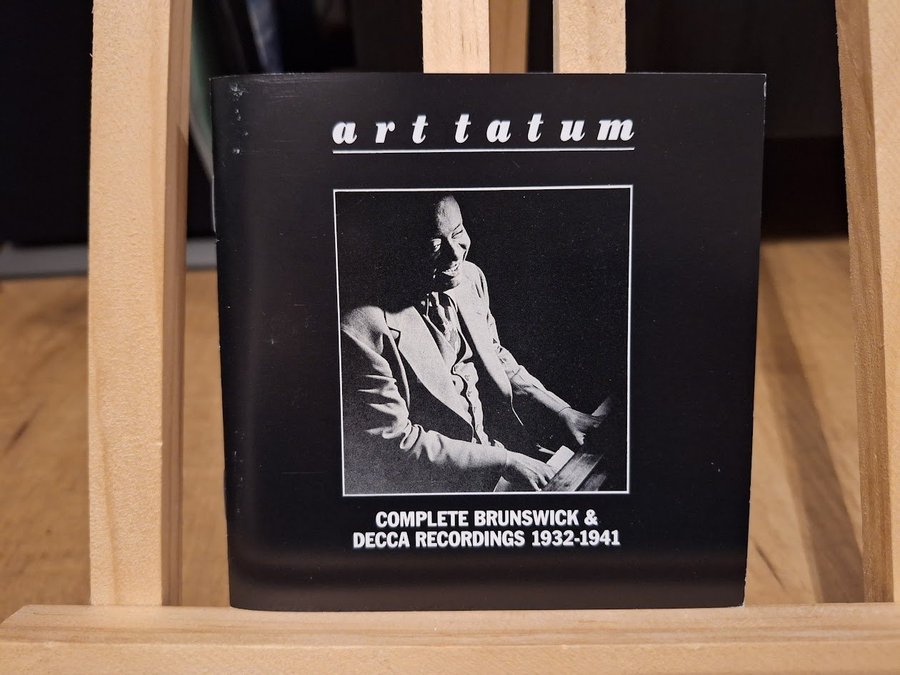 art tatum
COMPLETE BRUNSWICK &
DECCA RECORDINGS 1932-1941